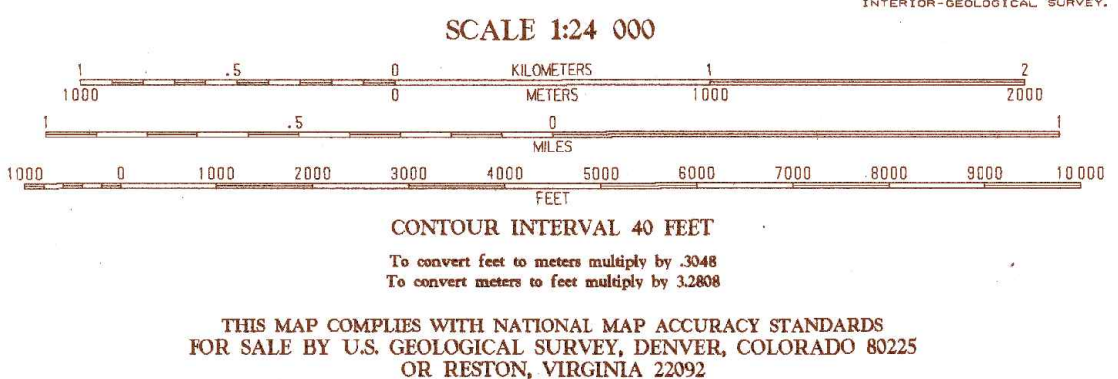 INTERIOR-GEOLOGICAL SURVEY.
SCALE 1:24 000
1 .5 0 KILOMETERS 1 2
1000 0 METERS 1000 2000
1 .5 0 1
MILES
1000 0 1000 2000 3000 4000 5000 6000 7000 8000 9000 10 000
FEET
CONTOUR INTERVAL 40 FEET
To convert feet to meters multiply by .3048
To convert meters to feet multiply by 3.2808
THIS MAP COMPLIES WITH NATIONAL MAP ACCURACY STANDARDS
FOR SALE BY U.S. GEOLOGICAL SURVEY, DENVER, COLORADO 80225
OR RESTON, VIRGINIA 22092